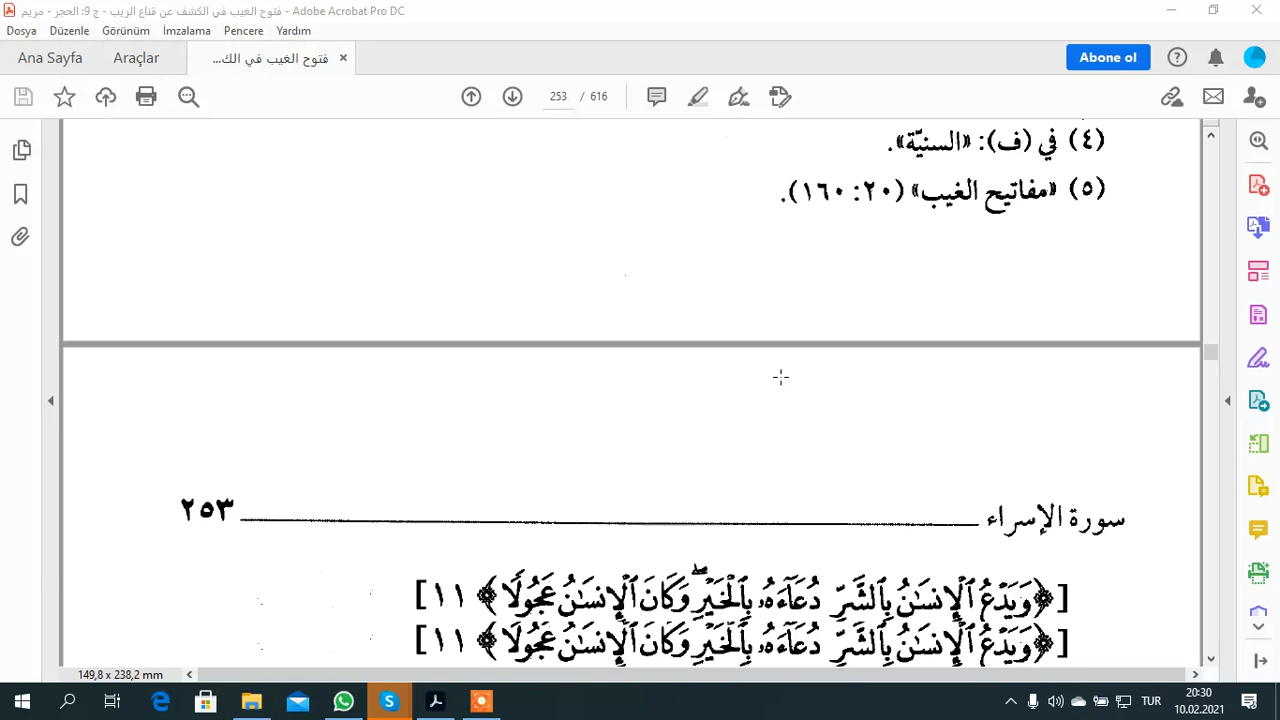 فتوح الغيب في الكشف عن قناع الريب - ج 9: الحجر - مريم - Adobe Acrobat Pro DC
Dosya Düzenle Görünüm İmzalama Pencere Yardım
Ana Sayfa Araçlar فتوح الغيب في الك... × Abone ol
253 / 616
(٤) في (ف): «السنيّة».
(٥) «مفاتيح الغيب» (٢٠: ١٦٠).
سورة الإسراء ٢٥٣
[﴿وَيَدْعُ ٱلْإِنسَـٰنُ بِٱلشَّرِّ دُعَآءَهُۥ بِٱلْخَيْرِ ۖ وَكَانَ ٱلْإِنسَـٰنُ عَجُولًا﴾ ١١]
[﴿وَيَدْعُ ٱلْإِنسَـٰنُ بِٱلشَّرِّ دُعَآءَهُۥ بِٱلْخَيْرِ وَكَانَ ٱلْإِنسَـٰنُ عَجُولًا﴾ ١١]
149,8 x 238,2 mm
TUR 20:30
10.02.2021